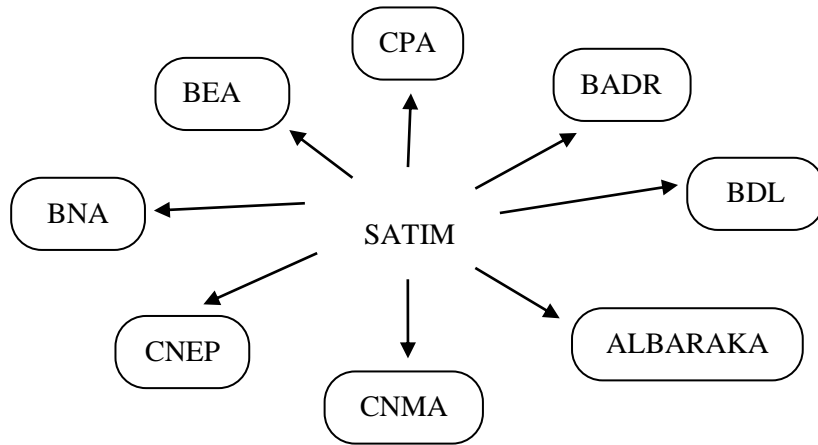 CPA
BEA
BADR
BNA
BDL
SATIM
CNEP
ALBARAKA
CNMA